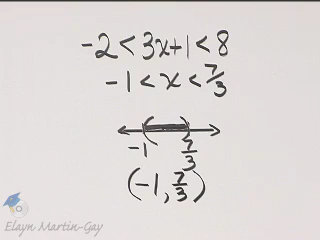 -2 < 3x+1 < 8
-1 < x < 7/3
-1 7/3
(-1, 7/3)
Elayn Martin-Gay